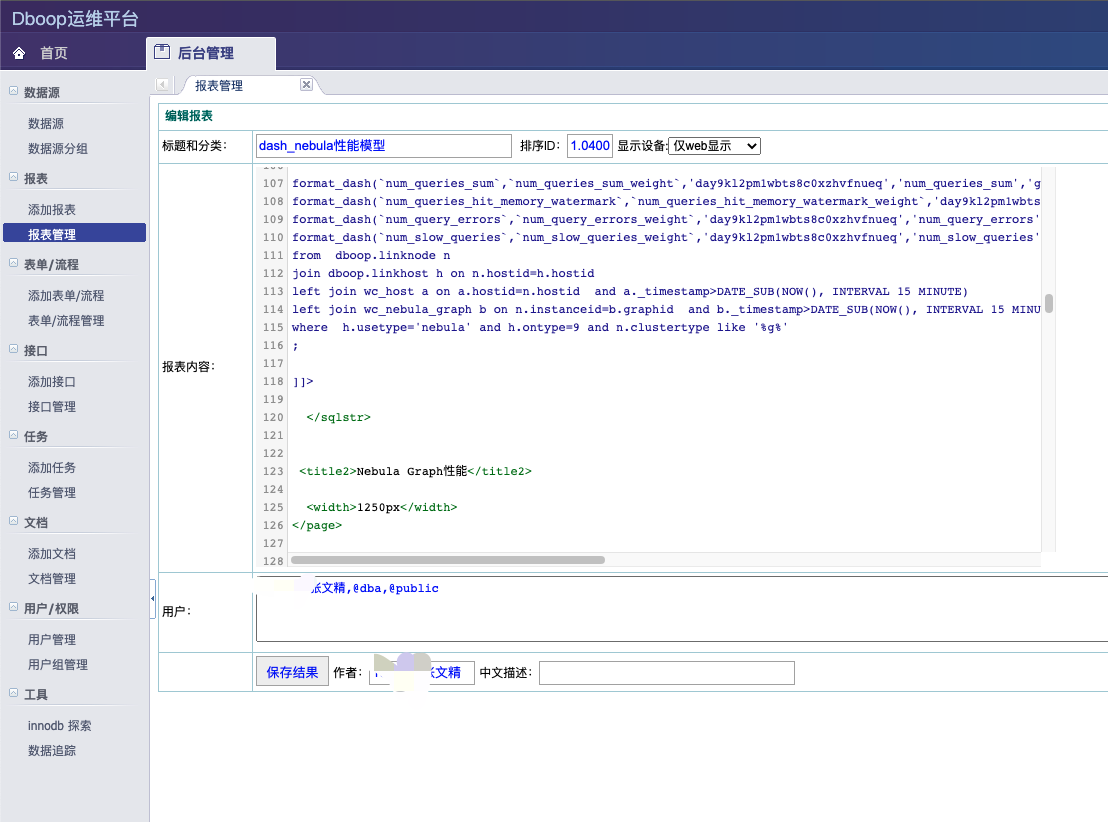 Dboop运维平台
首页
后台管理
报表管理
数据源
数据源
数据源分组
报表
添加报表
报表管理
表单/流程
添加表单/流程
表单/流程管理
接口
添加接口
接口管理
任务
添加任务
任务管理
文档
添加文档
文档管理
用户/权限
用户管理
用户组管理
工具
innodb 探索
数据追踪
编辑报表
标题和分类: dash_nebula性能模型 排序ID: 1.0400 显示设备: 仅web显示
报表内容:
107 format_dash(`num_queries_sum`,`num_queries_sum_weight`,'day9kl2pm1wbts8c0xzhvfnueq','num_queries_sum','g
108 format_dash(`num_queries_hit_memory_watermark`,`num_queries_hit_memory_watermark_weight`,'day9kl2pm1wbts
109 format_dash(`num_query_errors`,`num_query_errors_weight`,'day9kl2pm1wbts8c0xzhvfnueq','num_query_errors'
110 format_dash(`num_slow_queries`,`num_slow_queries_weight`,'day9kl2pm1wbts8c0xzhvfnueq','num_slow_queries'
111 from  dboop.linknode n
112 join dboop.linkhost h on n.hostid=h.hostid
113 left join wc_host a on a.hostid=n.hostid  and a._timestamp>DATE_SUB(NOW(), INTERVAL 15 MINUTE)
114 left join wc_nebula_graph b on n.instanceid=b.graphid  and b._timestamp>DATE_SUB(NOW(), INTERVAL 15 MINU
115 where  h.usetype='nebula' and h.ontype=9 and n.clustertype like '%g%'
116 ;
117
118 ]]>
119
120 </sqlstr>
121
122
123 <title2>Nebula Graph性能</title2>
124
125 <width>1250px</width>
126 </page>
127
128
用户: 张文精,@dba,@public
保存结果 作者: 张文精 中文描述: